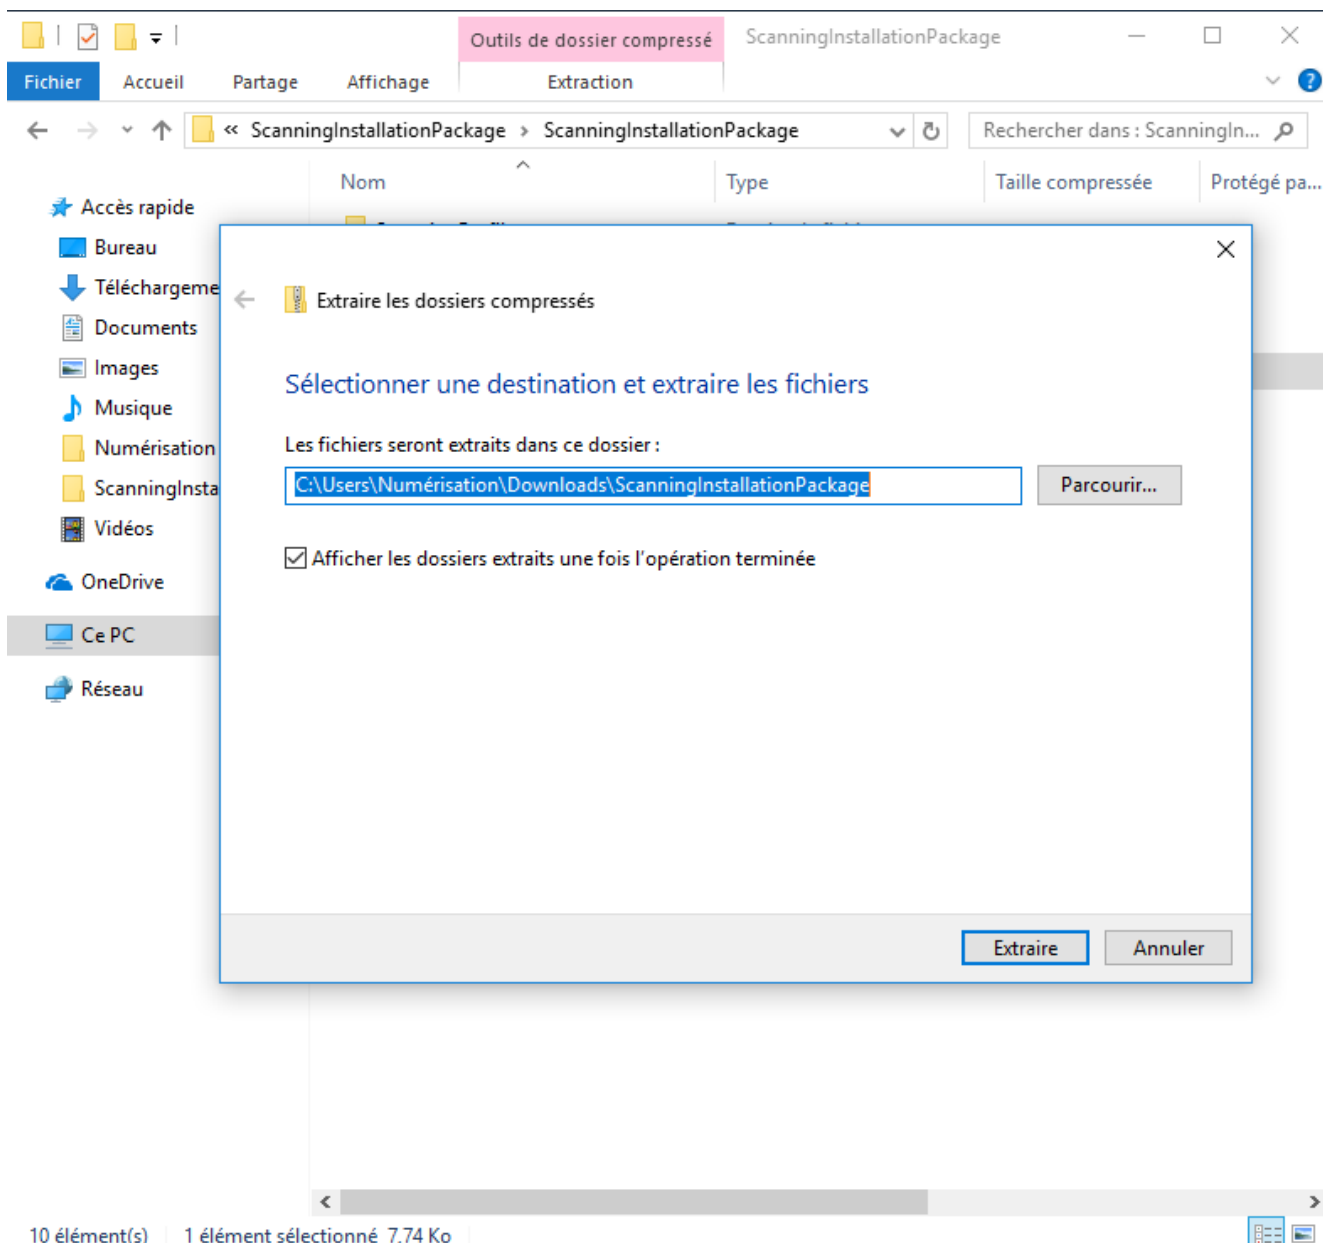 Outils de dossier compressé
ScanningInstallationPackage
Fichier
Accueil
Partage
Affichage
Extraction
« ScanningInstallationPackage > ScanningInstallationPackage
Rechercher dans : ScanningIn...
Nom
Type
Taille compressée
Protégé pa...
Accès rapide
Bureau
Téléchargeme
Documents
Images
Musique
Numérisation
ScanningInsta
Vidéos
OneDrive
Ce PC
Réseau
Extraire les dossiers compressés
Sélectionner une destination et extraire les fichiers
Les fichiers seront extraits dans ce dossier :
C:\Users\Numérisation\Downloads\ScanningInstallationPackage
Parcourir...
Afficher les dossiers extraits une fois l'opération terminée
Extraire
Annuler
10 élément(s)
1 élément sélectionné 7,74 Ko